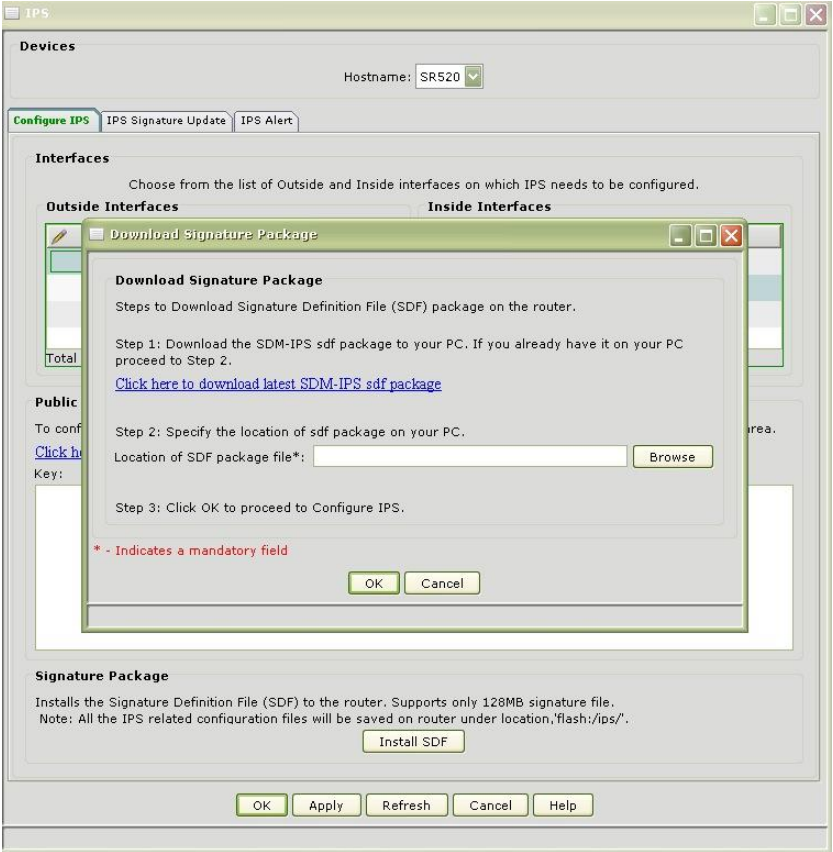 IPS
Devices
Hostname: SR520
Configure IPS IPS Signature Update IPS Alert
Interfaces
Choose from the list of Outside and Inside interfaces on which IPS needs to be configured.
Outside Interfaces Inside Interfaces
Download Signature Package
Download Signature Package
Steps to Download Signature Definition File (SDF) package on the router.
Step 1: Download the SDM-IPS sdf package to your PC. If you already have it on your PC
proceed to Step 2.
Total
Click here to download latest SDM-IPS sdf package
Public
Step 2: Specify the location of sdf package on your PC.
To conf
Click h
Location of SDF package file*: Browse
Key:
Step 3: Click OK to proceed to Configure IPS.
* - Indicates a mandatory field
OK Cancel
Signature Package
Installs the Signature Definition File (SDF) to the router. Supports only 128MB signature file.
Note: All the IPS related configuration files will be saved on router under location,'flash:/ips/'.
Install SDF
OK Apply Refresh Cancel Help